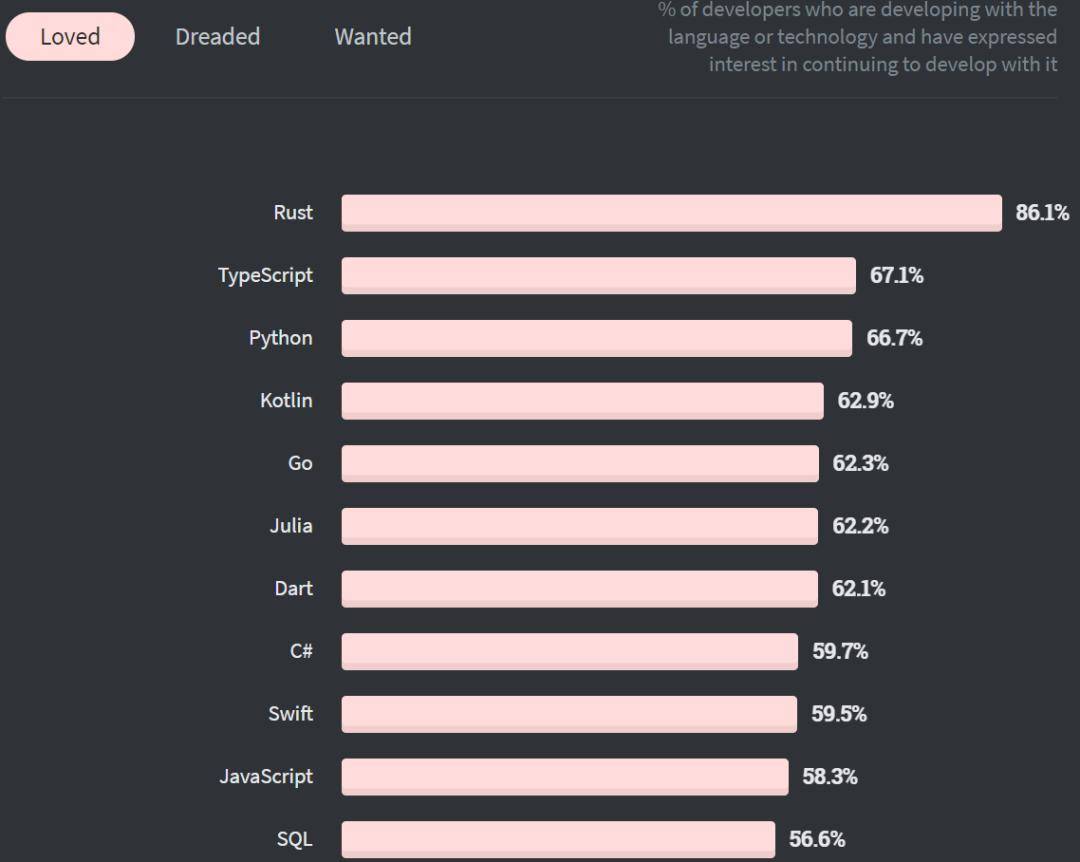 Loved Dreaded Wanted
% of developers who are developing with the
language or technology and have expressed
interest in continuing to develop with it
Rust 86.1%
TypeScript 67.1%
Python 66.7%
Kotlin 62.9%
Go 62.3%
Julia 62.2%
Dart 62.1%
C# 59.7%
Swift 59.5%
JavaScript 58.3%
SQL 56.6%